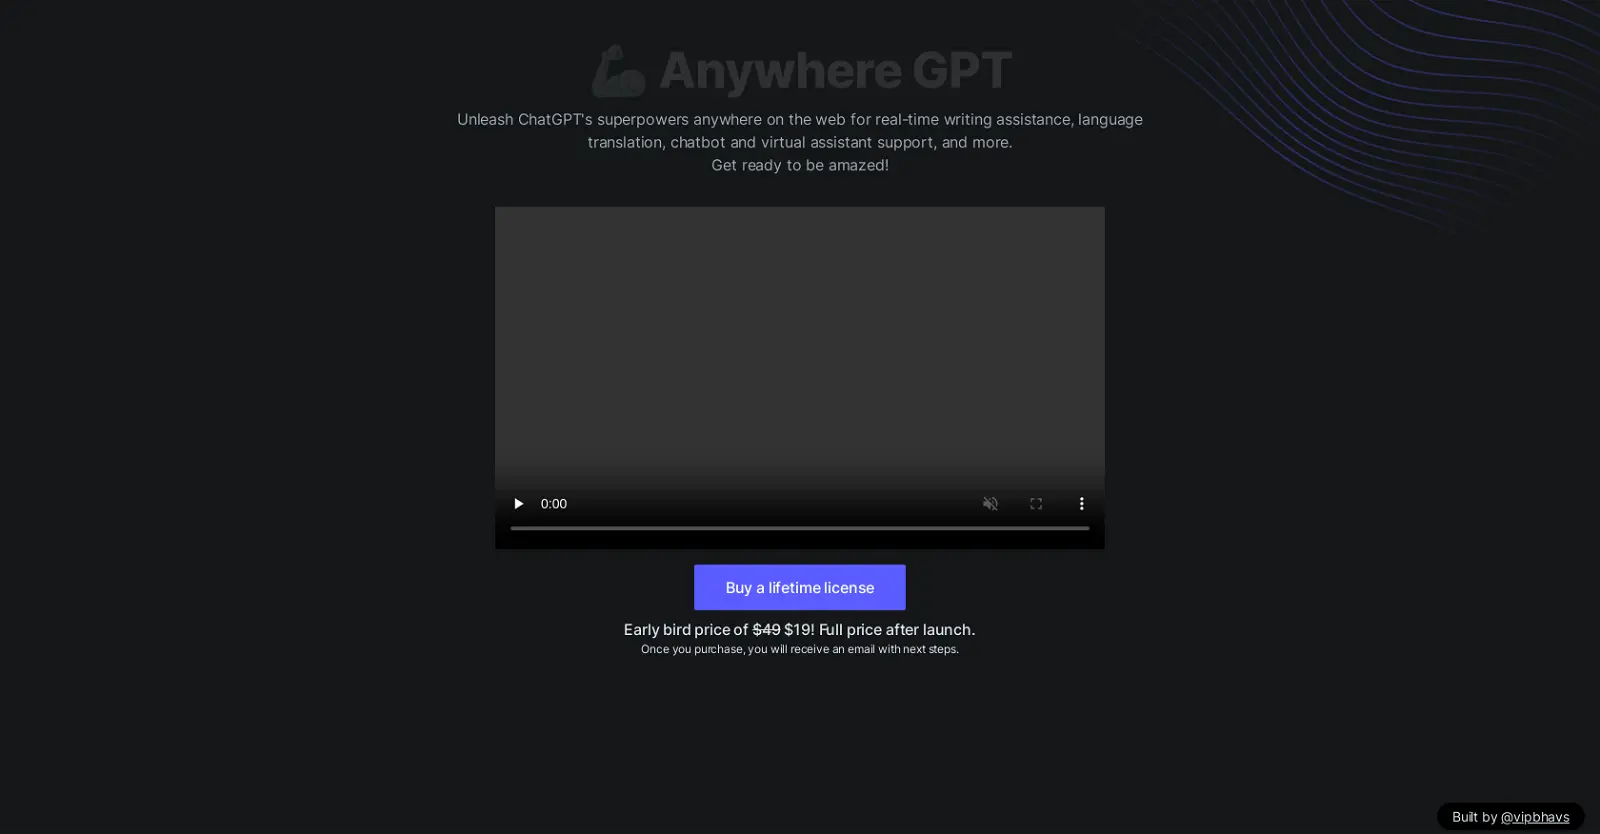 💪 Anywhere GPT
Unleash ChatGPT's superpowers anywhere on the web for real-time writing assistance, language
translation, chatbot and virtual assistant support, and more.
Get ready to be amazed!
0:00
Buy a lifetime license
Early bird price of $49 $19! Full price after launch.
Once you purchase, you will receive an email with next steps.
Built by @vipbhavs